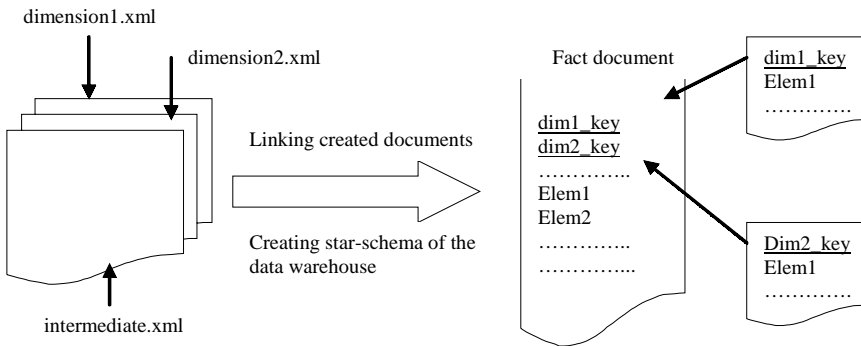 dimension1.xml
dimension2.xml
intermediate.xml
Linking created documents
Creating star-schema of the
data warehouse
Fact document
dim1_key
dim2_key
…………..
Elem1
Elem2
…………..
…………...
dim1_key
Elem1
………….
Dim2_key
Elem1
………….